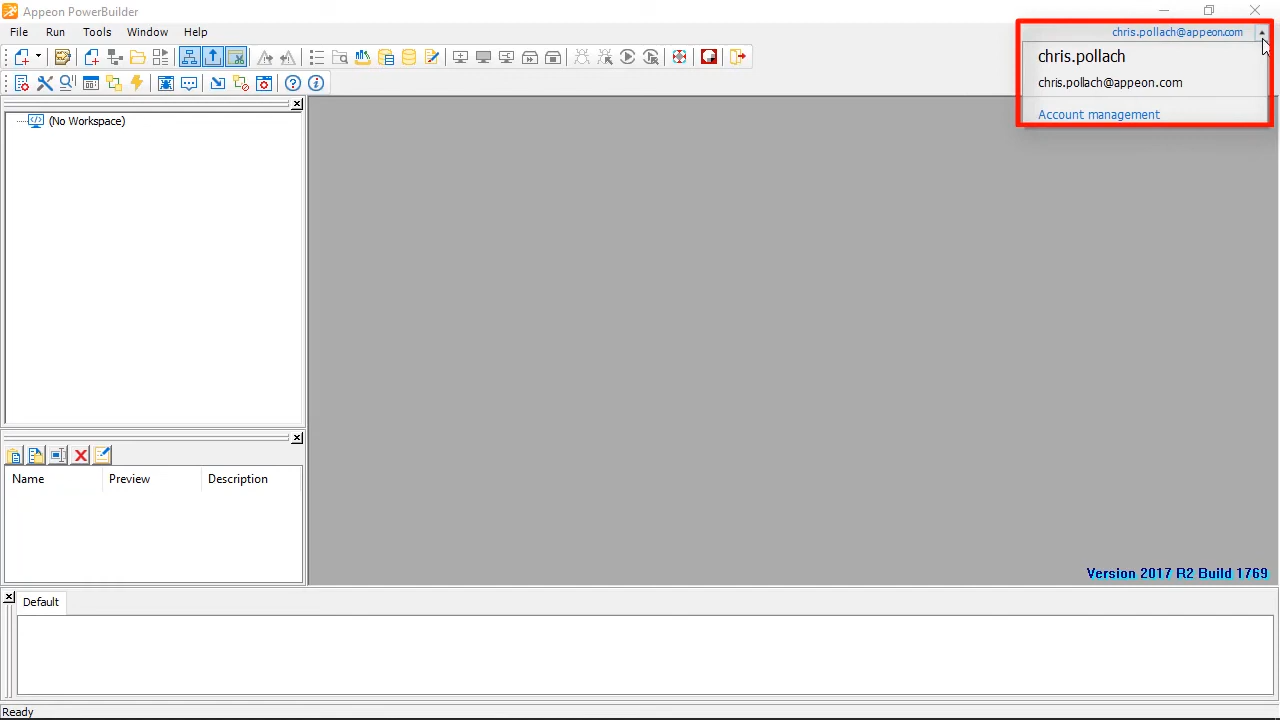 Appeon PowerBuilder
File Run Tools Window Help
chris.pollach@appeon.com
chris.pollach
chris.pollach@appeon.com
Account management
(No Workspace)
Name Preview Description
Version 2017 R2 Build 1769
Default
Ready